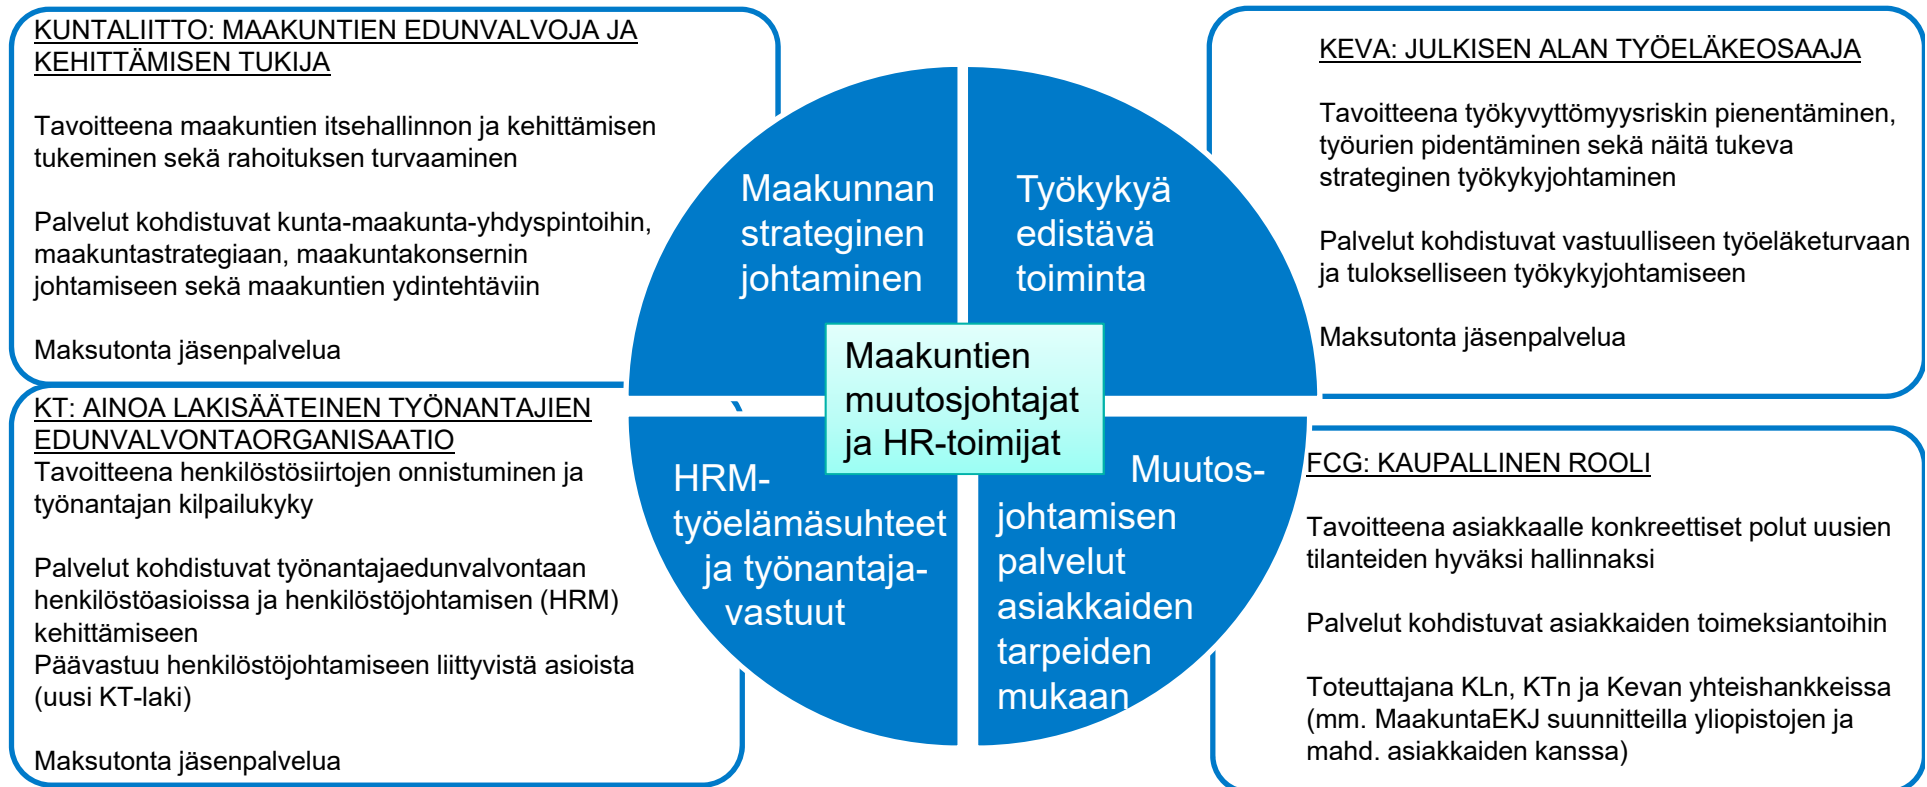 KUNTALIITTO: MAAKUNTIEN EDUNVALVOJA JA
KEHITTÄMISEN TUKIJA
Tavoitteena maakuntien itsehallinnon ja kehittämisen
tukeminen sekä rahoituksen turvaaminen
Palvelut kohdistuvat kunta-maakunta-yhdyspintoihin,
maakuntastrategiaan, maakuntakonsernin
johtamiseen sekä maakuntien ydintehtäviin
Maksutonta jäsenpalvelua
KEVA: JULKISEN ALAN TYÖELÄKEOSAAJA
Tavoitteena työkyvyttömyysriskin pienentäminen,
työurien pidentäminen sekä näitä tukeva
strateginen työkykyjohtaminen
Palvelut kohdistuvat vastuulliseen työeläketurvaan
ja tulokselliseen työkykyjohtamiseen
Maksutonta jäsenpalvelua
Maakunnan
strateginen
johtaminen
Työkykyä
edistävä
toiminta
Maakuntien
muutosjohtajat
ja HR-toimijat
HRM-
työelämäsuhteet
ja työnantaja-
vastuut
Muutos-
johtamisen
palvelut
asiakkaiden
tarpeiden
mukaan
KT: AINOA LAKISÄÄTEINEN TYÖNANTAJIEN
EDUNVALVONTAORGANISAATIO
Tavoitteena henkilöstösiirtojen onnistuminen ja
työnantajan kilpailukyky
Palvelut kohdistuvat työnantajaedunvalvontaan
henkilöstöasioissa ja henkilöstöjohtamisen (HRM)
kehittämiseen
Päävastuu henkilöstöjohtamiseen liittyvistä asioista
(uusi KT-laki)
Maksutonta jäsenpalvelua
FCG: KAUPALLINEN ROOLI
Tavoitteena asiakkaalle konkreettiset polut uusien
tilanteiden hyväksi hallinnaksi
Palvelut kohdistuvat asiakkaiden toimeksiantoihin
Toteuttajana KLn, KTn ja Kevan yhteishankkeissa
(mm. MaakuntaEKJ suunnitteilla yliopistojen ja
mahd. asiakkaiden kanssa)